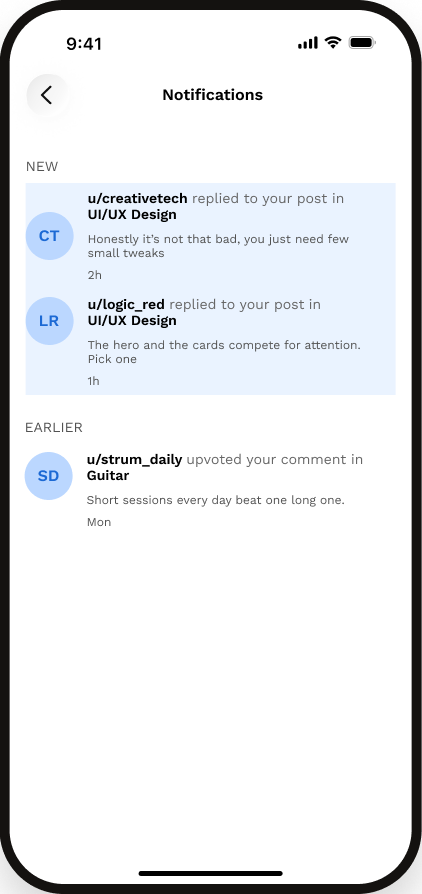 9:41
Notifications
NEW
CT
u/creativetech replied to your post in
UI/UX Design
Honestly it’s not that bad, you just need few
small tweaks
2h
LR
u/logic_red replied to your post in
UI/UX Design
The hero and the cards compete for attention.
Pick one
1h
EARLIER
SD
u/strum_daily upvoted your comment in
Guitar
Short sessions every day beat one long one.
Mon